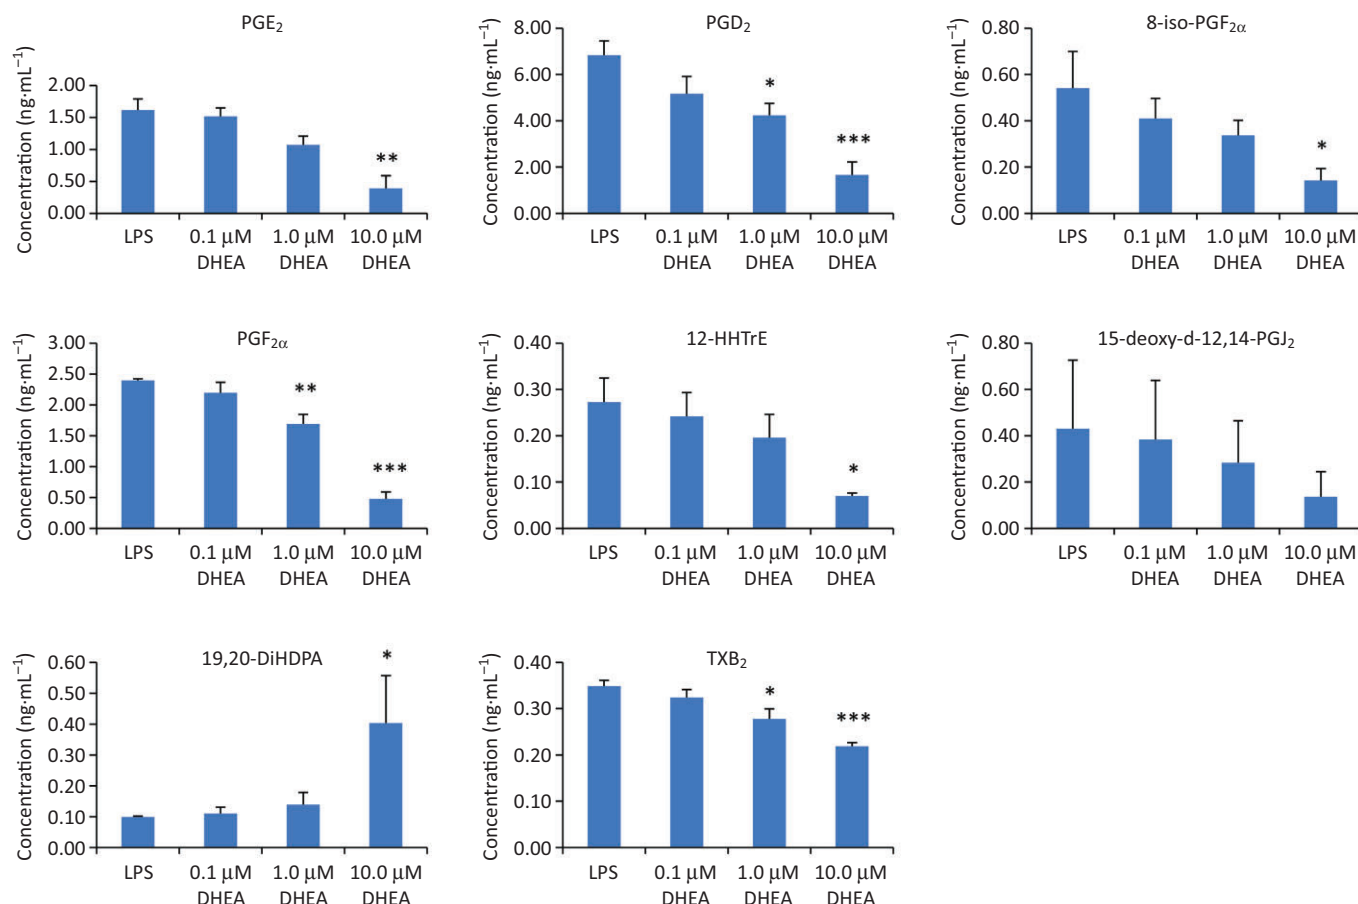 PGE₂
Concentration (ng·mL⁻¹)
2.00
1.50
1.00
0.50
0.00
**
LPS
0.1 μM
DHEA
1.0 μM
DHEA
10.0 μM
DHEA
PGD₂
Concentration (ng·mL⁻¹)
8.00
6.00
4.00
2.00
0.00
*
***
LPS
0.1 μM
DHEA
1.0 μM
DHEA
10.0 μM
DHEA
8-iso-PGF₂α
Concentration (ng·mL⁻¹)
0.80
0.60
0.40
0.20
0.00
*
LPS
0.1 μM
DHEA
1.0 μM
DHEA
10.0 μM
DHEA
PGF₂α
Concentration (ng·mL⁻¹)
3.00
2.50
2.00
1.50
1.00
0.50
0.00
**
***
LPS
0.1 μM
DHEA
1.0 μM
DHEA
10.0 μM
DHEA
12-HHTrE
Concentration (ng·mL⁻¹)
0.40
0.30
0.20
0.10
0.00
*
LPS
0.1 μM
DHEA
1.0 μM
DHEA
10.0 μM
DHEA
15-deoxy-d-12,14-PGJ₂
Concentration (ng·mL⁻¹)
0.80
0.60
0.40
0.20
0.00
LPS
0.1 μM
DHEA
1.0 μM
DHEA
10.0 μM
DHEA
19,20-DiHDPA
Concentration (ng·mL⁻¹)
0.60
0.50
0.40
0.30
0.20
0.10
0.00
*
LPS
0.1 μM
DHEA
1.0 μM
DHEA
10.0 μM
DHEA
TXB₂
Concentration (ng·mL⁻¹)
0.40
0.30
0.20
0.10
0.00
*
***
LPS
0.1 μM
DHEA
1.0 μM
DHEA
10.0 μM
DHEA